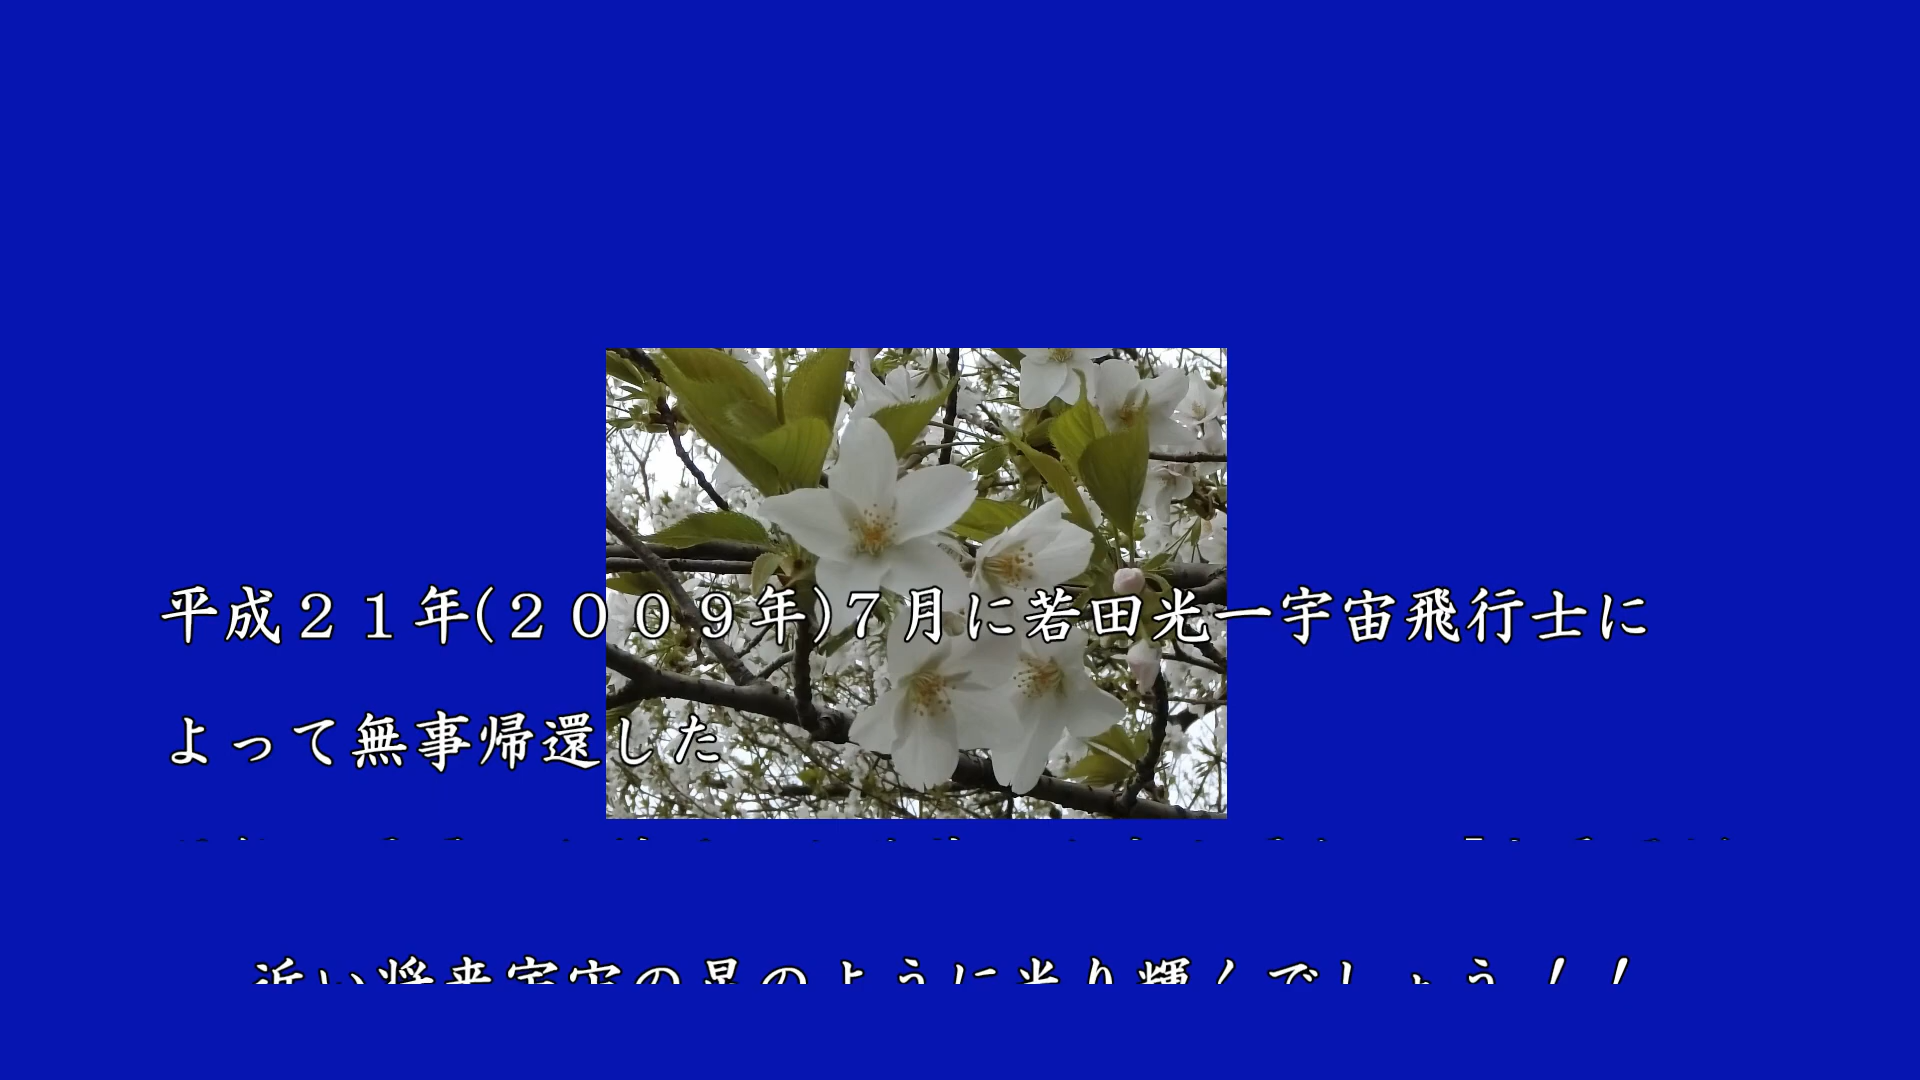 平成２１年(２００９年)７月に若田光一宇宙飛行士に
よって無事帰還した
近い将来宇宙の星のように光り輝くでしょう！！